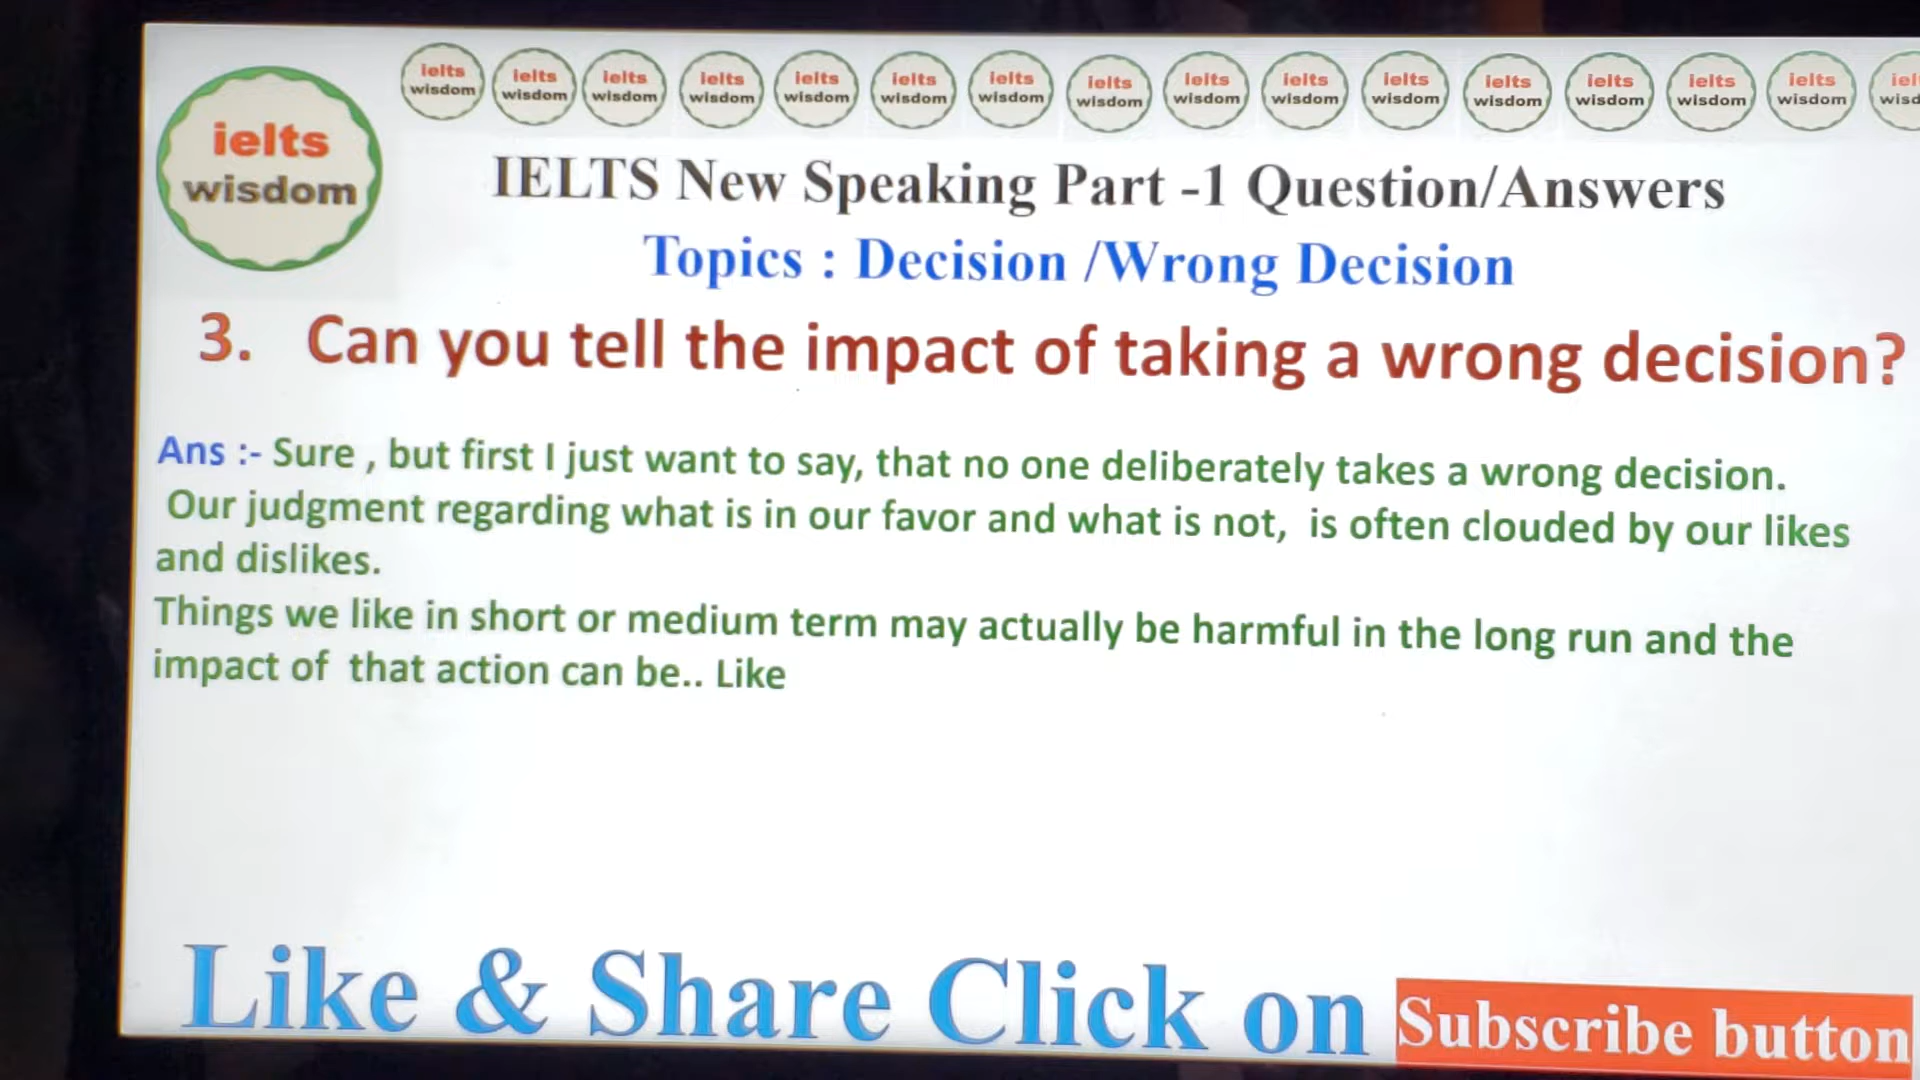 ielts wisdom ielts wisdom ielts wisdom ielts wisdom ielts wisdom ielts wisdom ielts wisdom ielts wisdom ielts wisdom ielts wisdom ielts wisdom ielts wisdom ielts wisdom ielts wisdom ielts wisdom
ielts
wisdom
IELTS New Speaking Part -1 Question/Answers
Topics : Decision /Wrong Decision
3. Can you tell the impact of taking a wrong decision?
Ans :- Sure , but first I just want to say, that no one deliberately takes a wrong decision.
Our judgment regarding what is in our favor and what is not, is often clouded by our likes
and dislikes.
Things we like in short or medium term may actually be harmful in the long run and the
impact of that action can be.. Like
Like & Share Click on Subscribe button